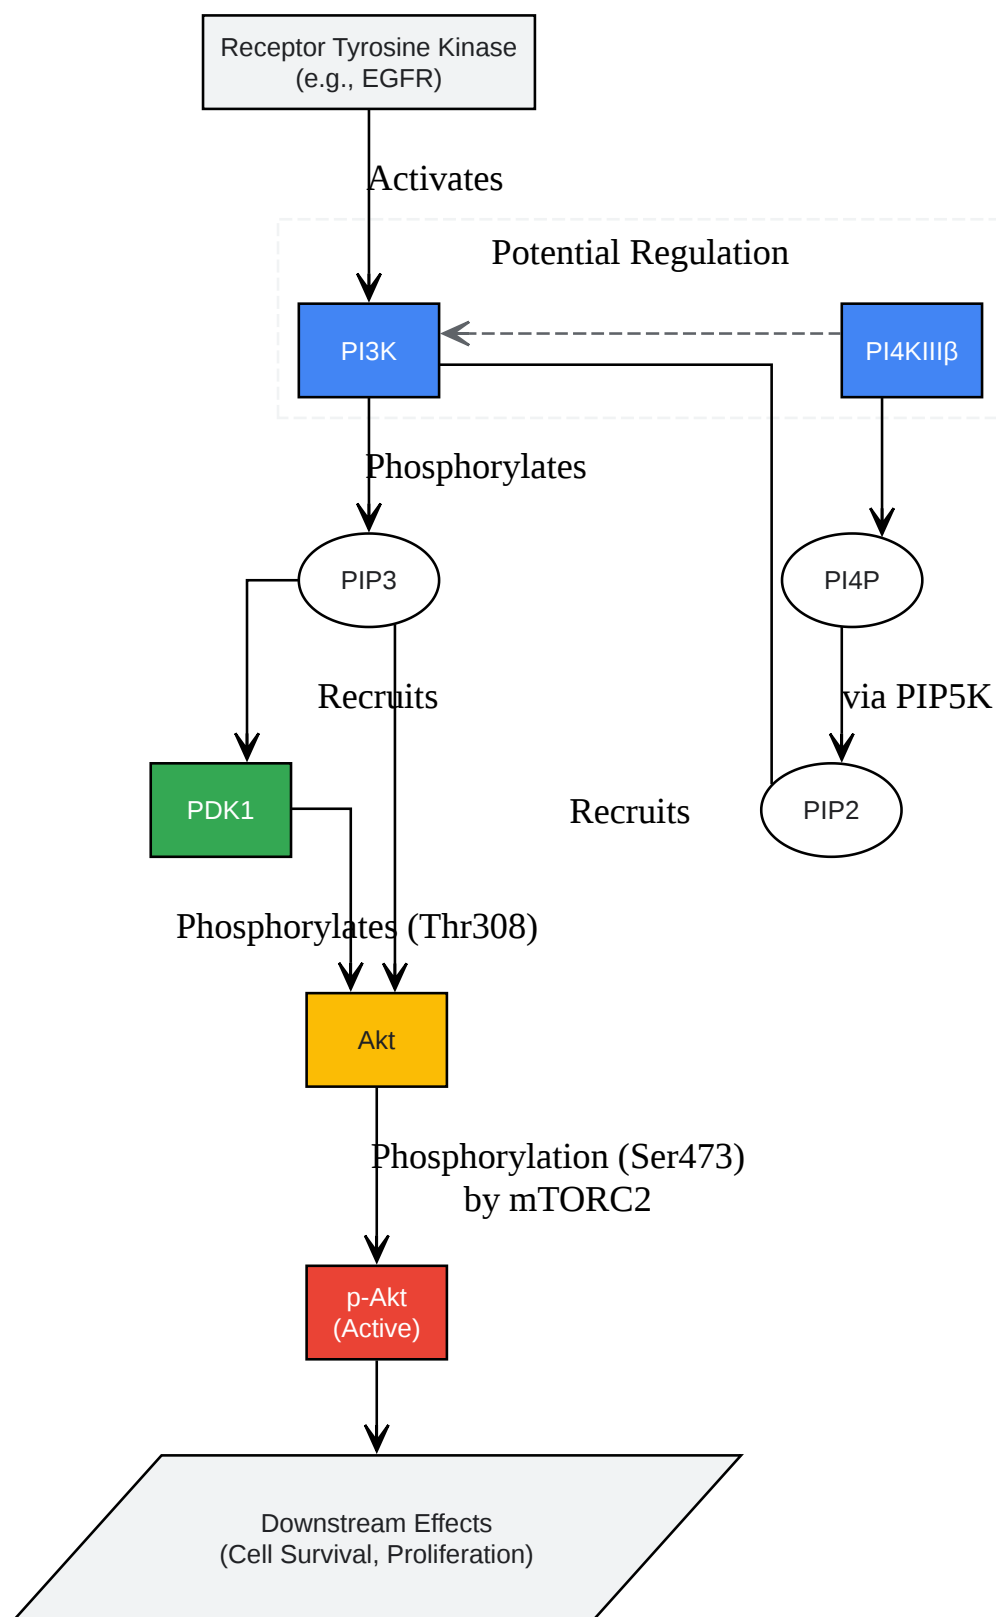 Receptor Tyrosine Kinase
(e.g., EGFR)
Activates
Potential Regulation
PI3K
PI4KIIIβ
Phosphorylates
PIP3
PI4P
Recruits
via PIP5K
PDK1
Recruits
PIP2
Phosphorylates (Thr308)
Akt
Phosphorylation (Ser473)
by mTORC2
p-Akt
(Active)
Downstream Effects
(Cell Survival, Proliferation)